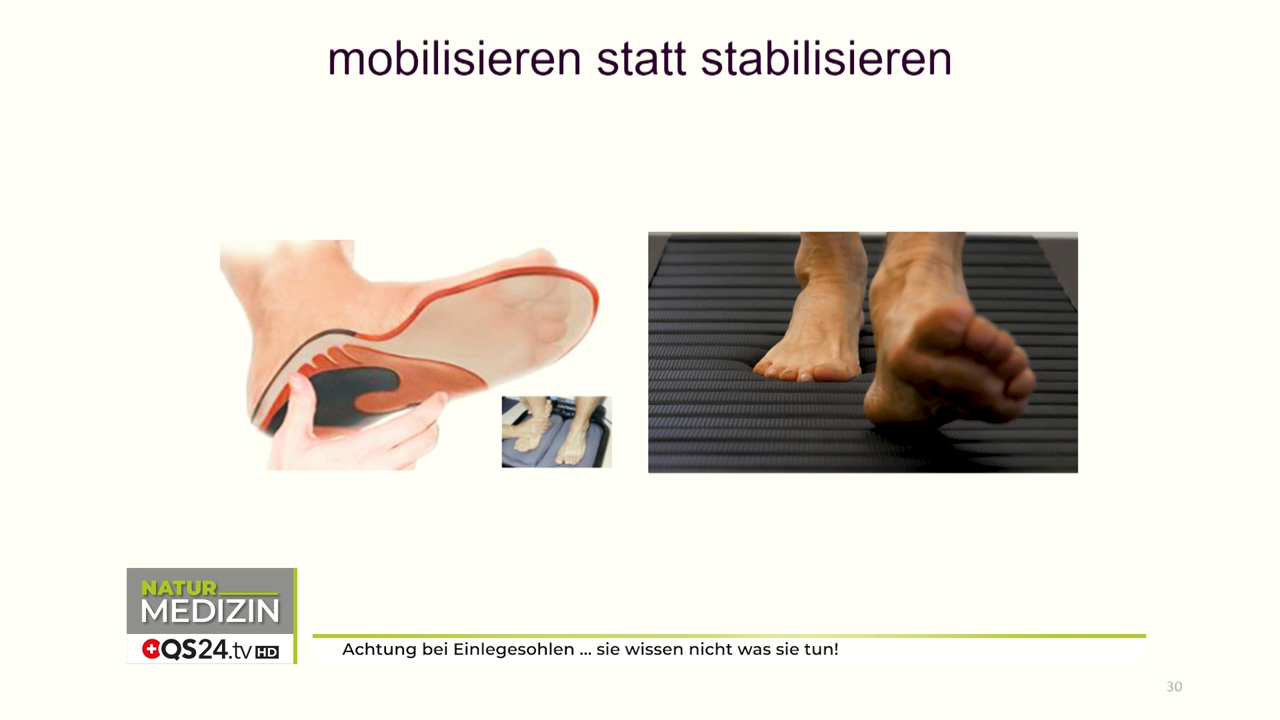 mobilisieren statt stabilisieren
NATUR
MEDIZIN
QS24.tv HD
Achtung bei Einlegesohlen ... sie wissen nicht was sie tun!
30